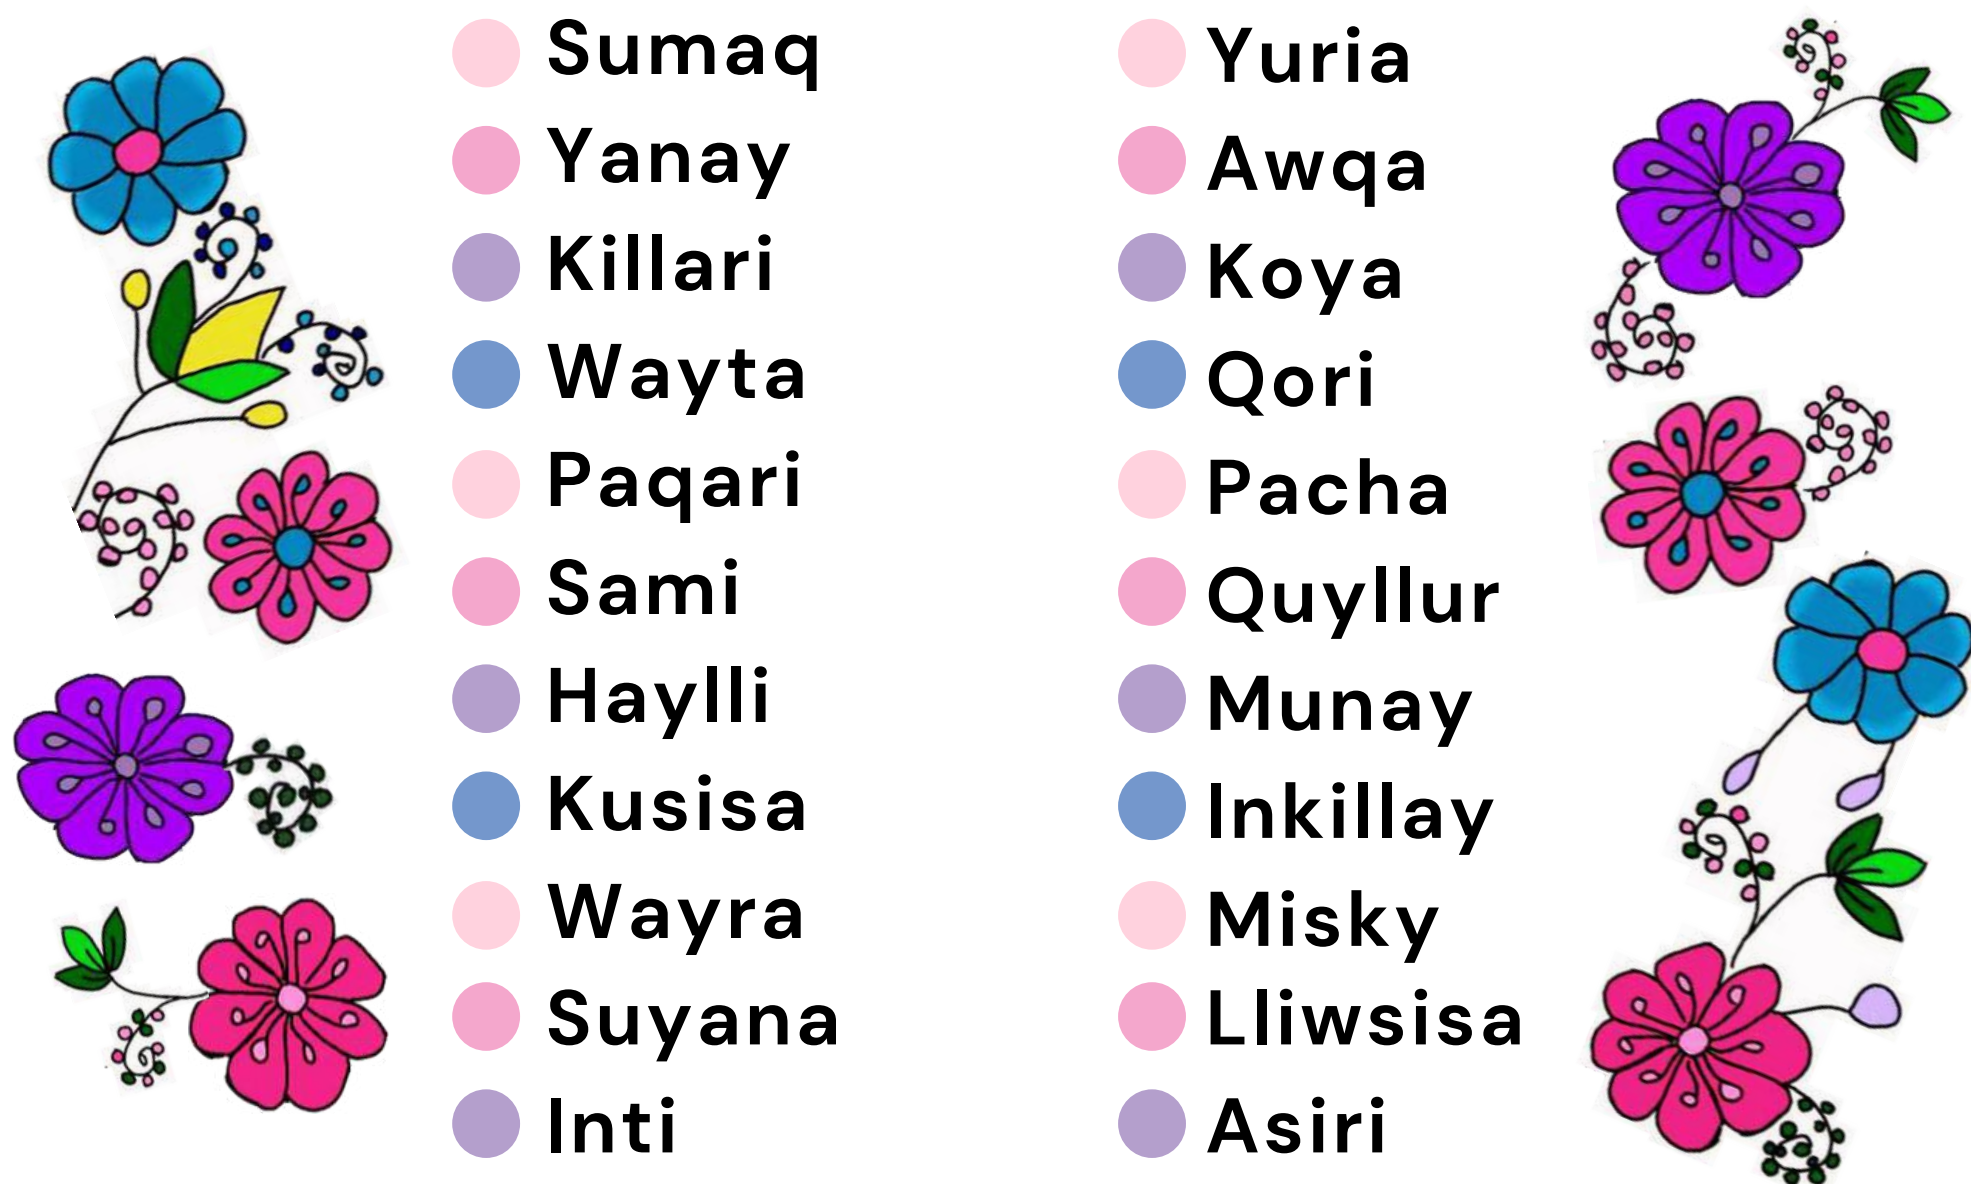 Sumaq
Yanay
Killari
Wayta
Paqari
Sami
Haylli
Kusisa
Wayra
Suyana
Inti
Yuria
Awqa
Koya
Qori
Pacha
Quyllur
Munay
Inkillay
Misky
Lliwsisa
Asiri